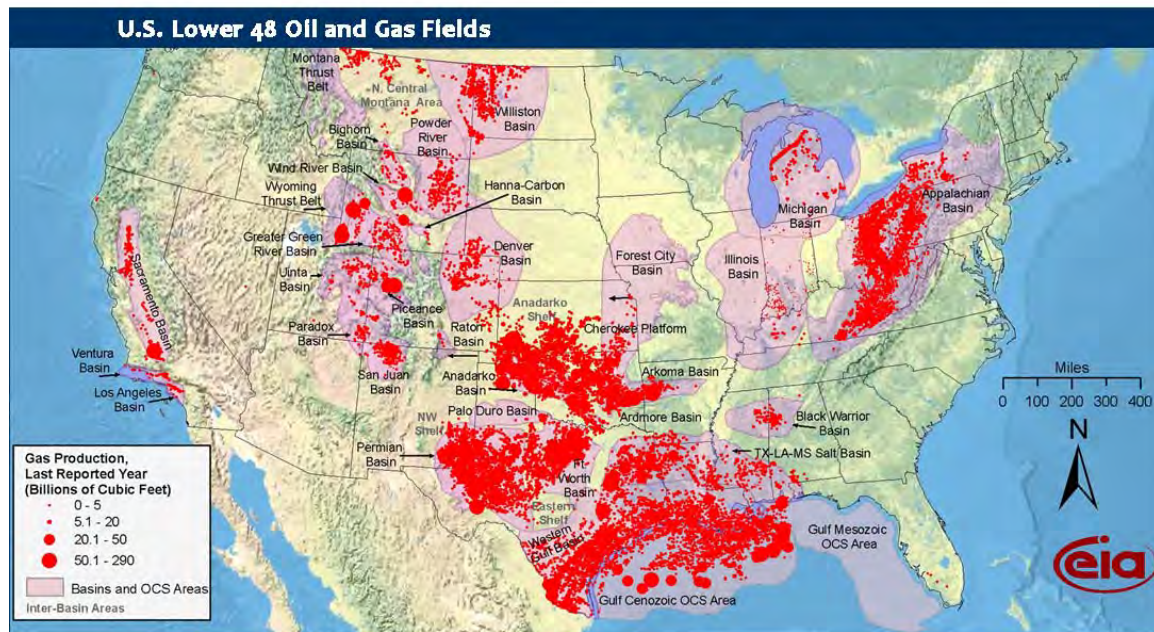 U.S. Lower 48 Oil and Gas Fields
Montana
Thrust
Belt
N. Central
Montana Area
Williston
Basin
Bighorn
Basin
Powder
River
Basin
Wind River Basin
Wyoming
Thrust Belt
Hanna-Carbon
Basin
Greater Green
River Basin
Uinta
Basin
Piceance
Basin
Paradox
Basin
San Juan
Basin
Raton
Basin
Denver
Basin
Anadarko
Shelf
Forest City
Basin
Cherokee Platform
Illinois
Basin
Michigan
Basin
Appalachian
Basin
Sacramento Basin
Ventura
Basin
Los Angeles
Basin
Anadarko
Basin
Arkoma Basin
Palo Duro Basin
Ardmore Basin
NW
Shelf
Permian
Basin
Ft.
Worth
Basin
Eastern
Shelf
Black Warrior
Basin
TX-LA-MS Salt Basin
Western
Gulf Basin
Gulf Mesozoic
OCS Area
Gulf Cenozoic OCS Area
Miles
0 100 200 300 400
N
eia
Gas Production,
Last Reported Year
(Billions of Cubic Feet)
0 - 5
5.1 - 20
20.1 - 50
50.1 - 290
Basins and OCS Areas
Inter-Basin Areas